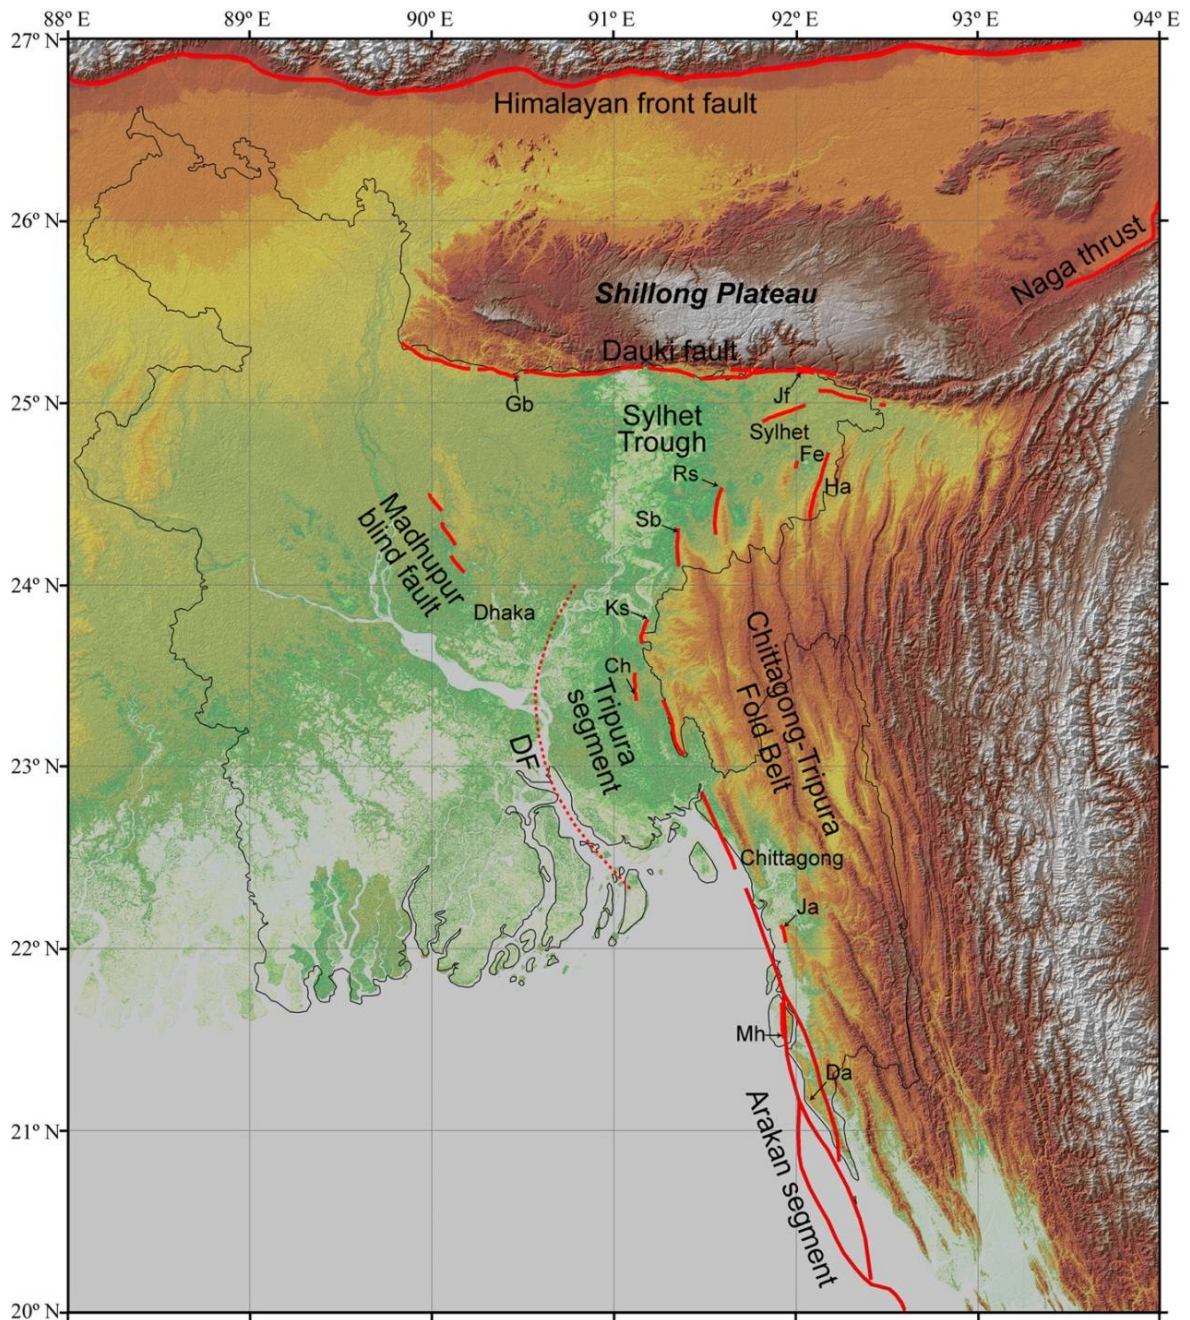 88° E 89° E 90° E 91° E 92° E 93° E 94° E
27° N
Himalayan front fault
26° N
Naga thrust
Shillong Plateau
Dauki fault
25° N
Gb
Jf
Sylhet
Trough
Sylhet
Fe
Rs
Ha
Sb
Madhupur
blind fault
24° N
Dhaka
Ks
Chittagong-Tripura
Fold Belt
Ch
Tripura
segment
DF
23° N
Chittagong
Ja
22° N
Mh
Da
21° N
Arakan segment
20° N